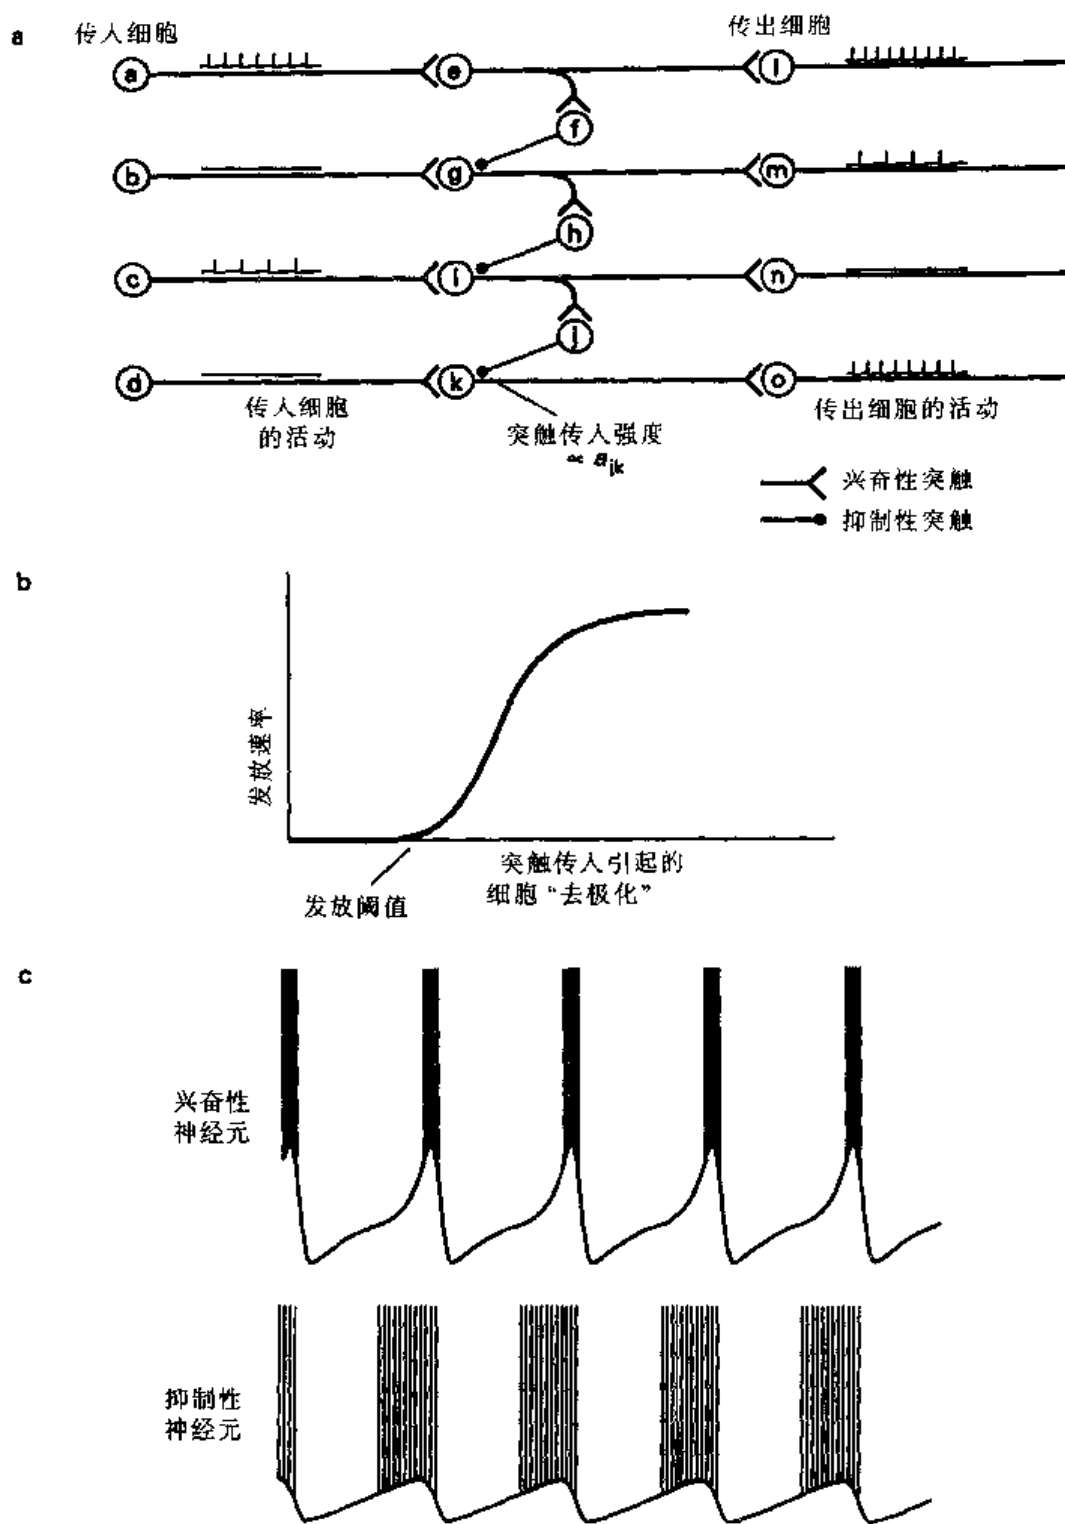 a
传入细胞
传出细胞
a
e
l
f
b
g
m
h
c
i
n
j
d
k
o
传入细胞
的活动
突触传入强度
∝ a_jk
传出细胞的活动
兴奋性突触
抑制性突触
b
发放速率
发放阈值
突触传入引起的
细胞“去极化”
c
兴奋性
神经元
抑制性
神经元